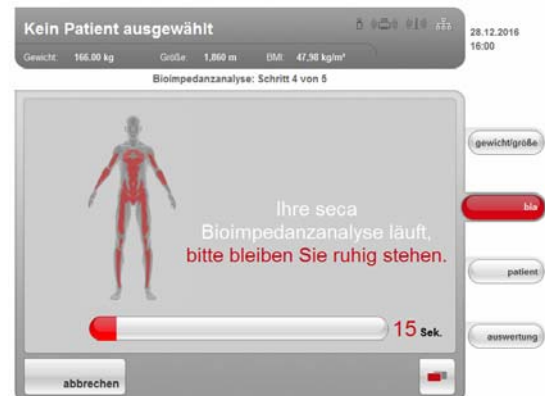 Kein Patient ausgewählt
Gewicht: 166.00 kg Größe: 1,860 m BMI: 47,98 kg/m²
28.12.2016
16:00
Bioimpedanzanalyse: Schritt 4 von 5
gewicht/größe
bia
Ihre seca
Bioimpedanzanalyse läuft,
bitte bleiben Sie ruhig stehen.
patient
15 Sek.
auswertung
abbrechen